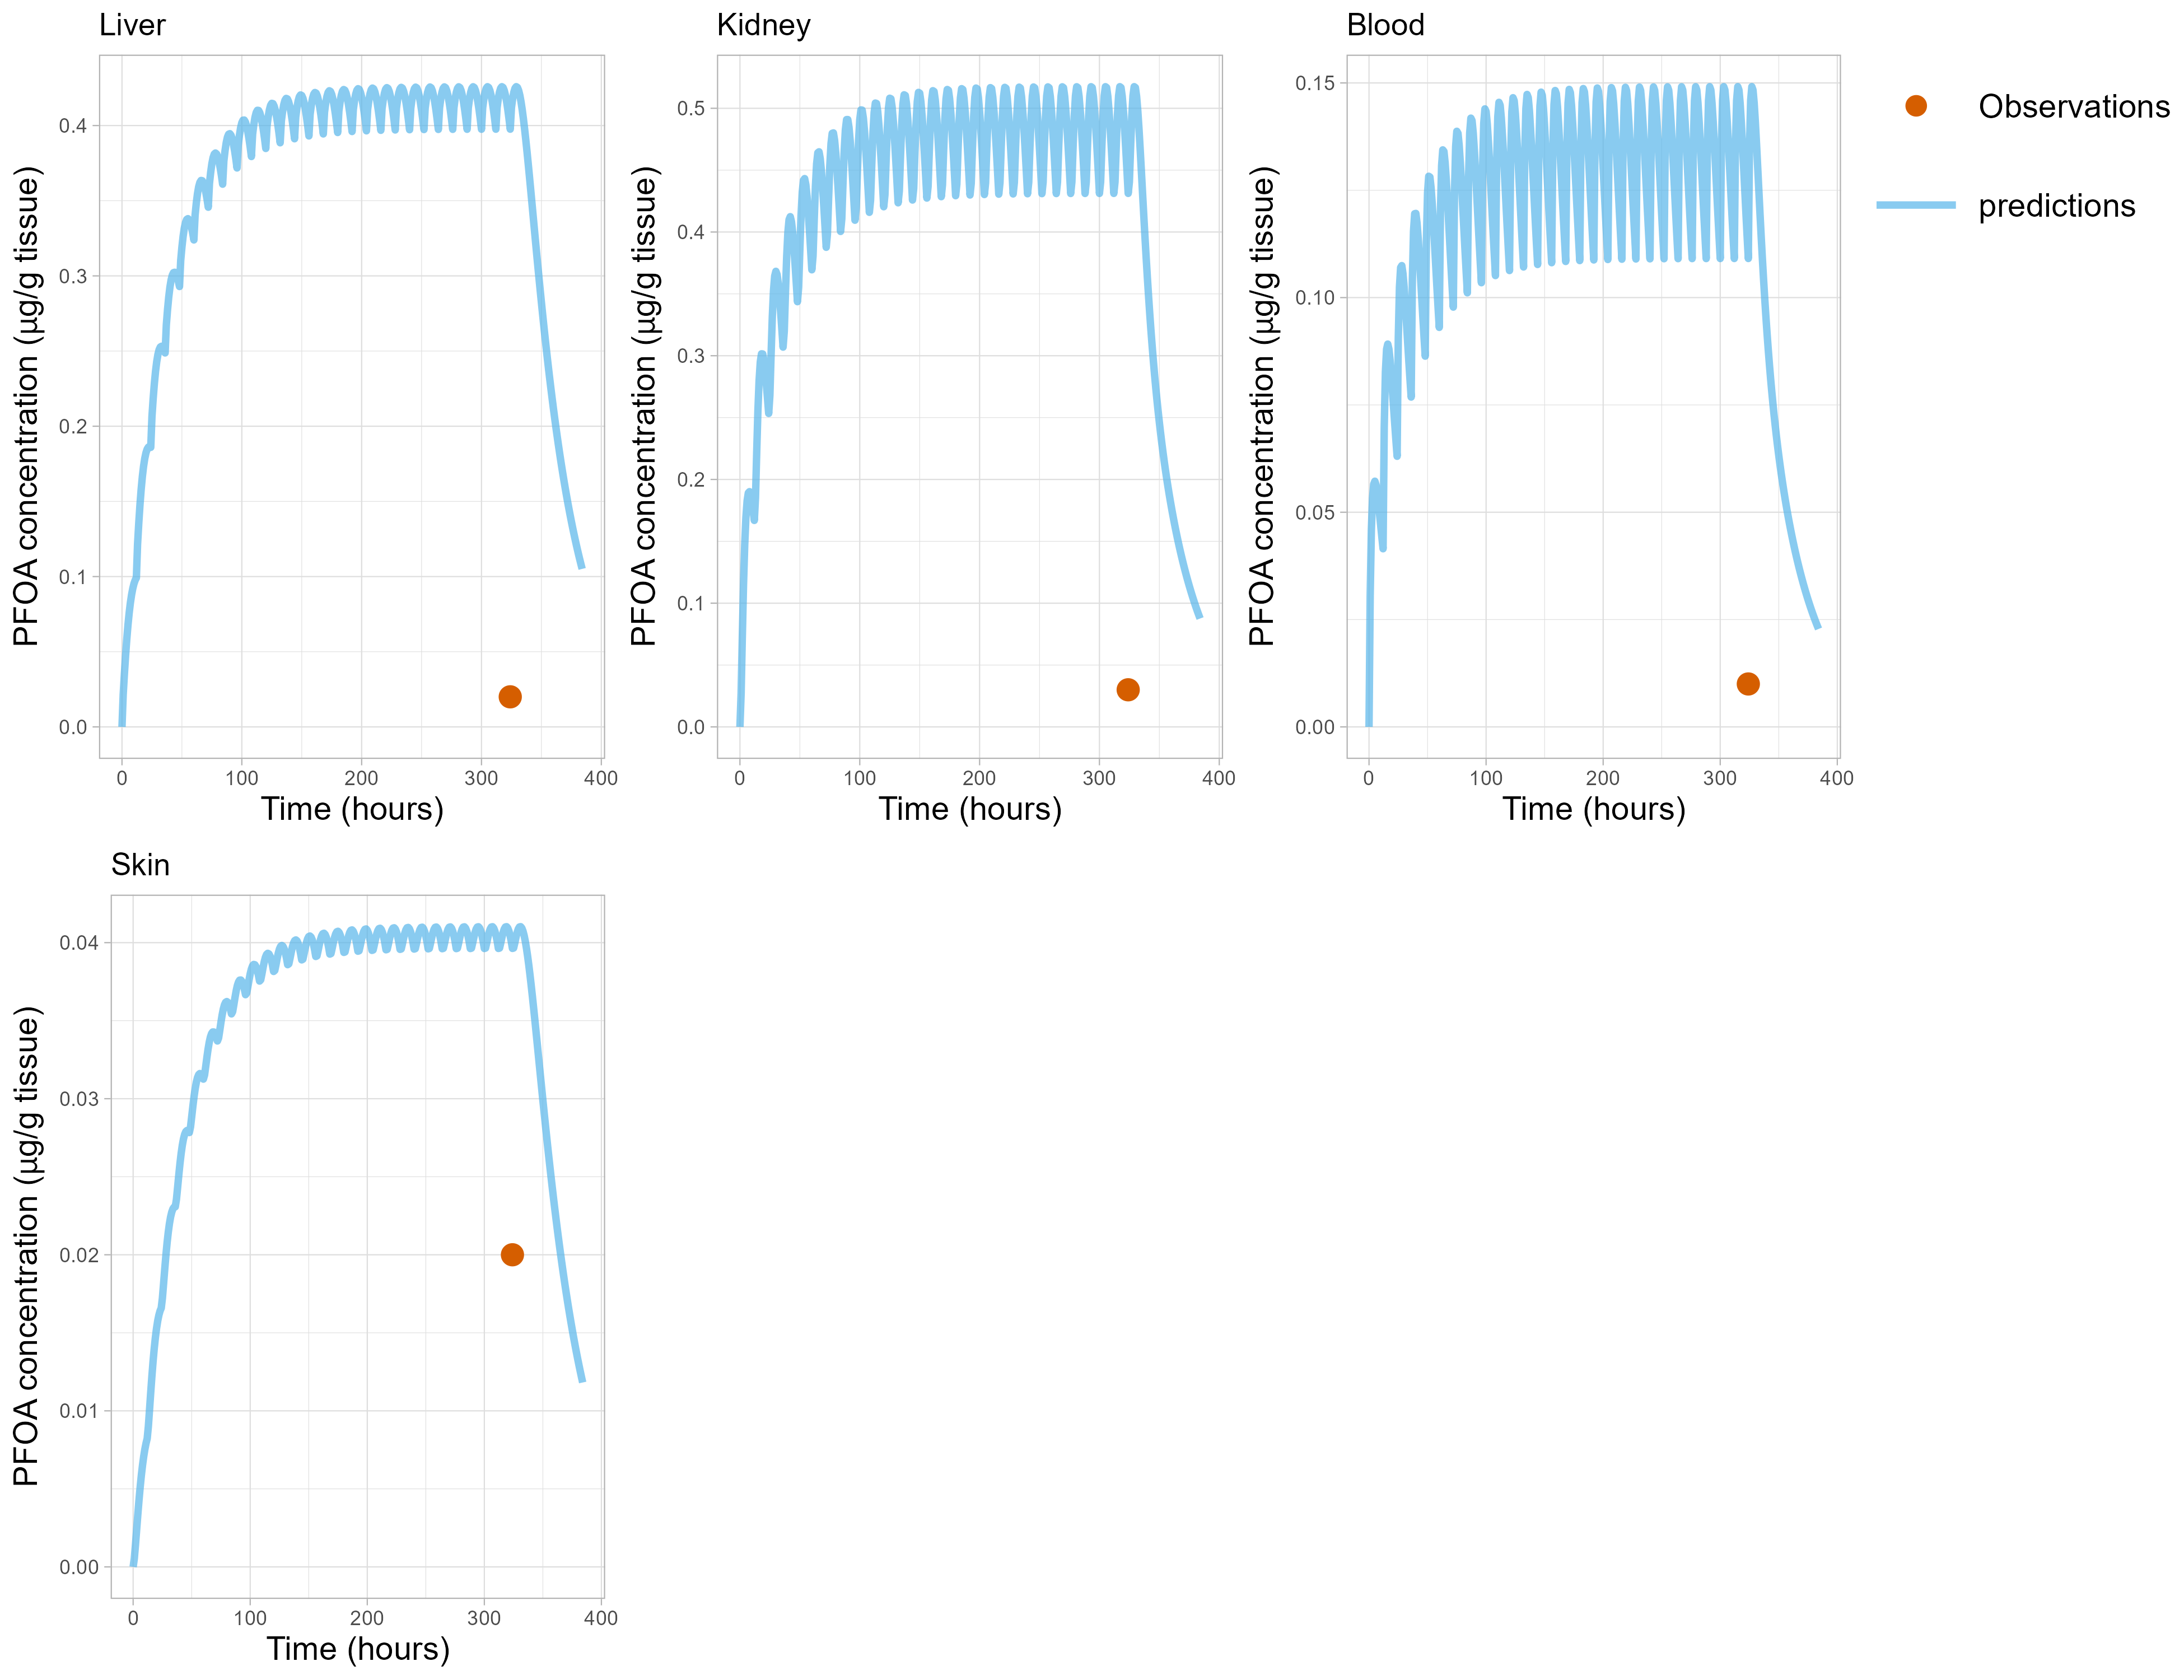 Liver
PFOA concentration (µg/g tissue)
0.4
0.3
0.2
0.1
0.0
0 100 200 300 400
Time (hours)
Kidney
PFOA concentration (µg/g tissue)
0.5
0.4
0.3
0.2
0.1
0.0
0 100 200 300 400
Time (hours)
Blood
PFOA concentration (µg/g tissue)
0.15
0.10
0.05
0.00
0 100 200 300 400
Time (hours)
Observations
predictions
Skin
PFOA concentration (µg/g tissue)
0.04
0.03
0.02
0.01
0.00
0 100 200 300 400
Time (hours)